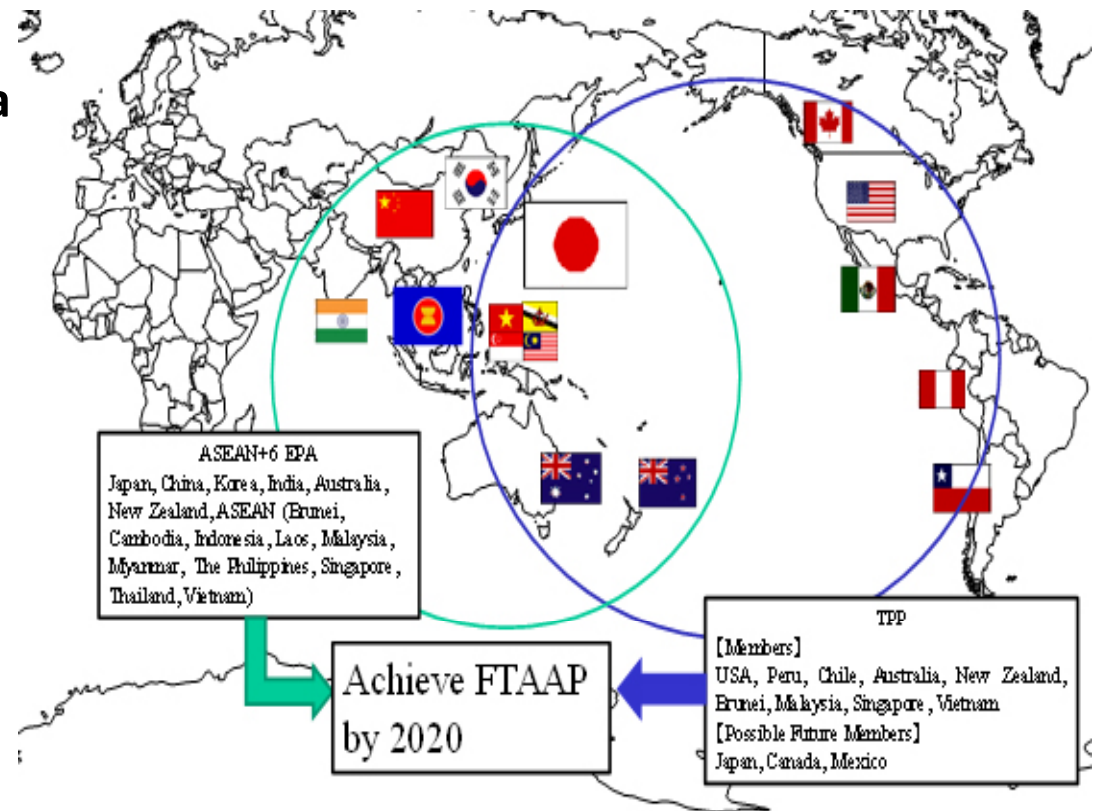 a
ASEAN+6 EPA
Japan, China, Korea, India, Australia,
New Zealand, ASEAN (Brunei,
Cambodia, Indonesia, Laos, Malaysia,
Myanmar, The Philippines, Singapore,
Thailand, Vietnam)
Achieve FTAAP
by 2020
TPP
【Members】
USA, Peru, Chile, Australia, New Zealand,
Brunei, Malaysia, Singapore, Vietnam
【Possible Future Members】
Japan, Canada, Mexico